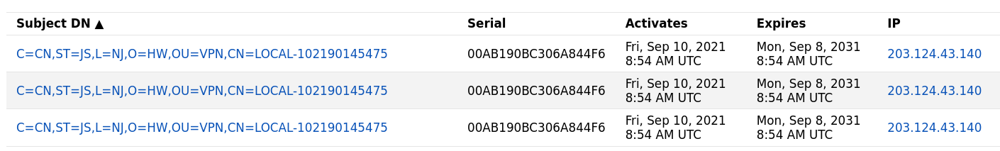 Subject DN ▲ Serial Activates Expires IP
C=CN,ST=JS,L=NJ,O=HW,OU=VPN,CN=LOCAL-102190145475 00AB190BC306A844F6 Fri, Sep 10, 2021 8:54 AM UTC Mon, Sep 8, 2031 8:54 AM UTC 203.124.43.140
C=CN,ST=JS,L=NJ,O=HW,OU=VPN,CN=LOCAL-102190145475 00AB190BC306A844F6 Fri, Sep 10, 2021 8:54 AM UTC Mon, Sep 8, 2031 8:54 AM UTC 203.124.43.140
C=CN,ST=JS,L=NJ,O=HW,OU=VPN,CN=LOCAL-102190145475 00AB190BC306A844F6 Fri, Sep 10, 2021 8:54 AM UTC Mon, Sep 8, 2031 8:54 AM UTC 203.124.43.140